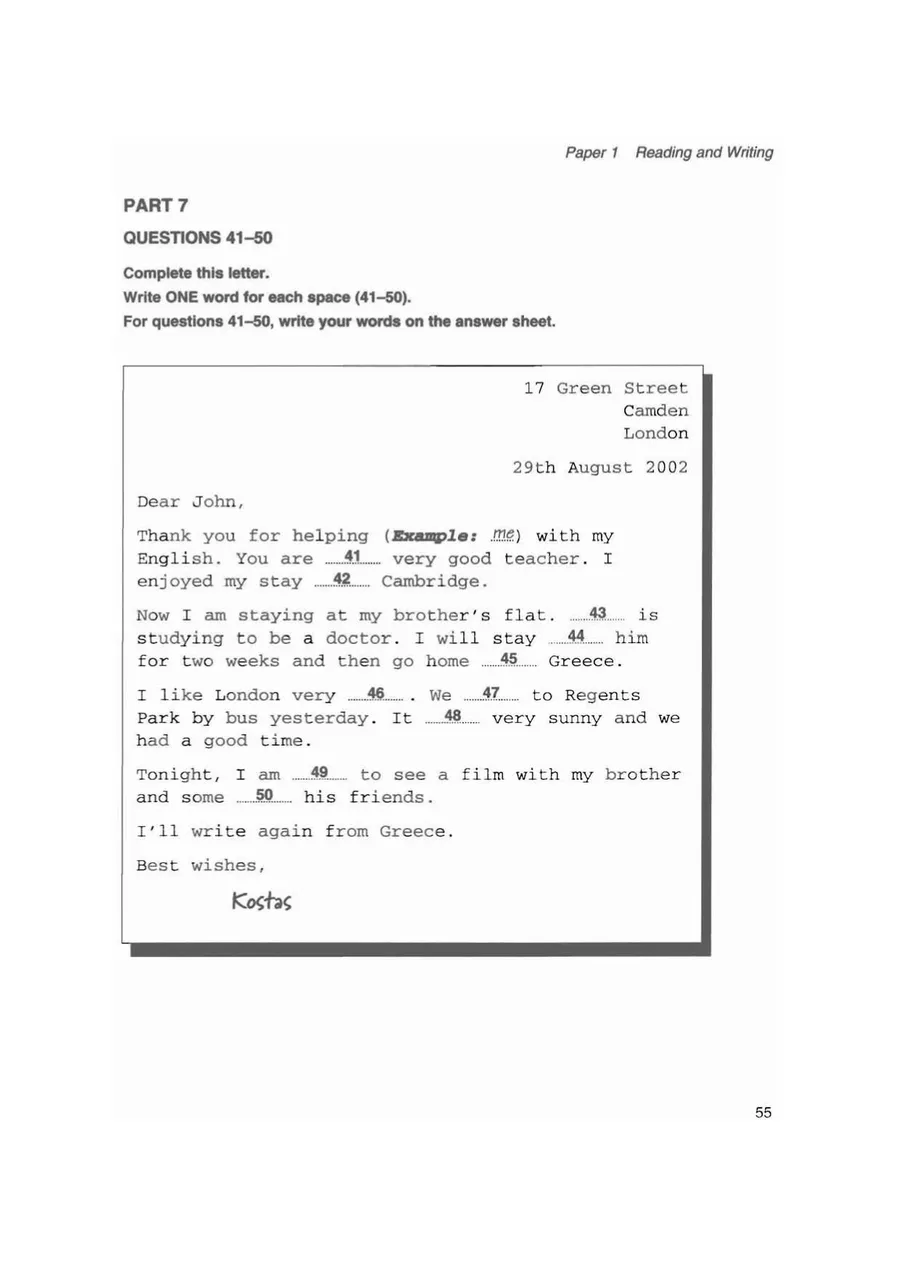 Paper 1 Reading and Writing
PART 7
QUESTIONS 41–50
Complete this letter.
Write ONE word for each space (41–50).
For questions 41–50, write your words on the answer sheet.
17 Green Street
Camden
London
29th August 2002
Dear John,
Thank you for helping (Example: me) with my
English. You are ......41...... very good teacher. I
enjoyed my stay ......42...... Cambridge.
Now I am staying at my brother's flat. ......43...... is
studying to be a doctor. I will stay ......44...... him
for two weeks and then go home ......45...... Greece.
I like London very ......46...... . We ......47...... to Regents
Park by bus yesterday. It ......48...... very sunny and we
had a good time.
Tonight, I am ......49...... to see a film with my brother
and some ......50...... his friends.
I'll write again from Greece.
Best wishes,
Kostas
55